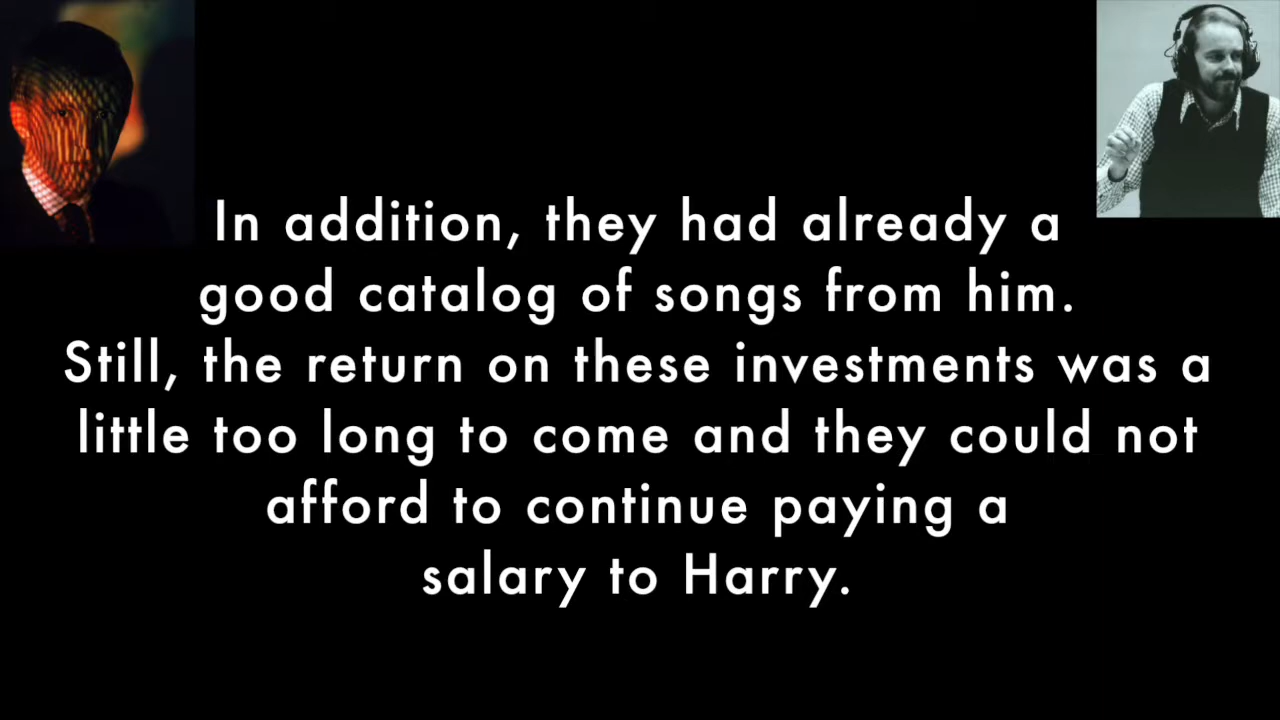 In addition, they had already a
good catalog of songs from him.
Still, the return on these investments was a
little too long to come and they could not
afford to continue paying a
salary to Harry.